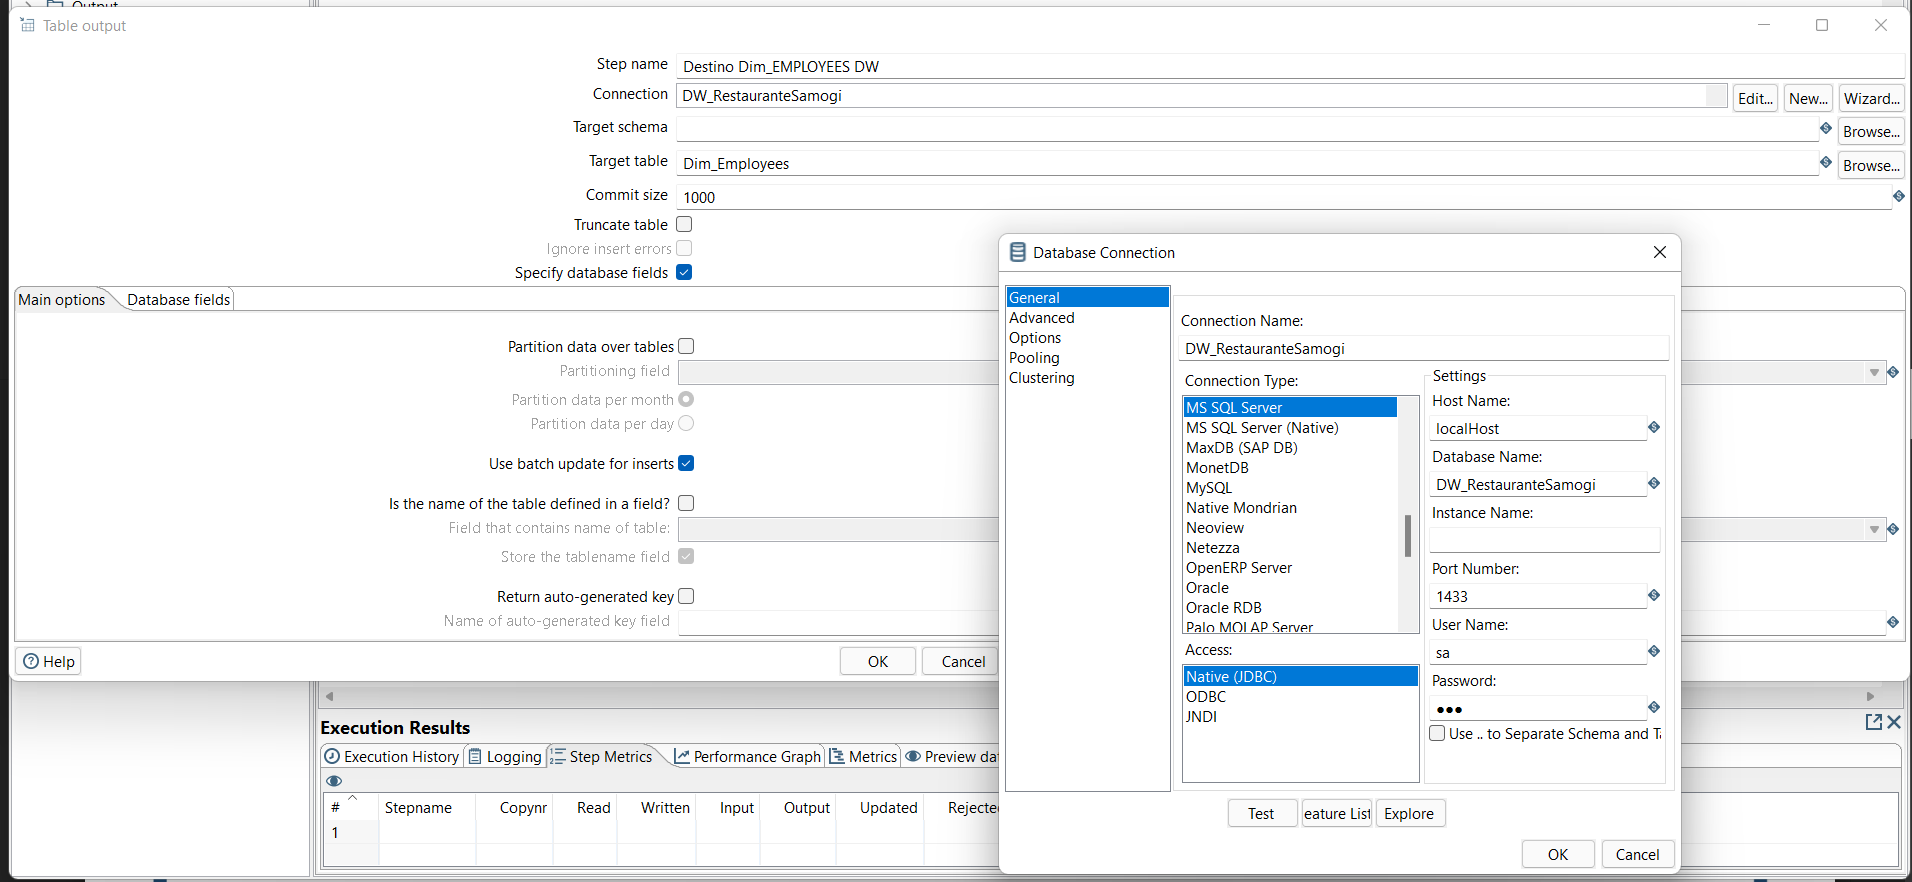 Output
Table output
Step name Destino Dim_EMPLOYEES DW
Connection DW_RestauranteSamogi Edit... New... Wizard...
Target schema Browse...
Target table Dim_Employees Browse...
Commit size 1000
Truncate table
Ignore insert errors
Specify database fields
Main options Database fields
Partition data over tables
Partitioning field
Partition data per month
Partition data per day
Use batch update for inserts
Is the name of the table defined in a field?
Field that contains name of table:
Store the tablename field
Return auto-generated key
Name of auto-generated key field
Help OK Cancel
Database Connection
General
Advanced
Options
Pooling
Clustering
Connection Name:
DW_RestauranteSamogi
Connection Type:
MS SQL Server
MS SQL Server (Native)
MaxDB (SAP DB)
MonetDB
MySQL
Native Mondrian
Neoview
Netezza
OpenERP Server
Oracle
Oracle RDB
Palo MOLAP Server
Access:
Native (JDBC)
ODBC
JNDI
Settings
Host Name:
localHost
Database Name:
DW_RestauranteSamogi
Instance Name:
Port Number:
1433
User Name:
sa
Password:
●●●
Use .. to Separate Schema and Ta
Test eature List Explore
OK Cancel
Execution Results
Execution History Logging Step Metrics Performance Graph Metrics Preview da
# Stepname Copynr Read Written Input Output Updated Rejected
1